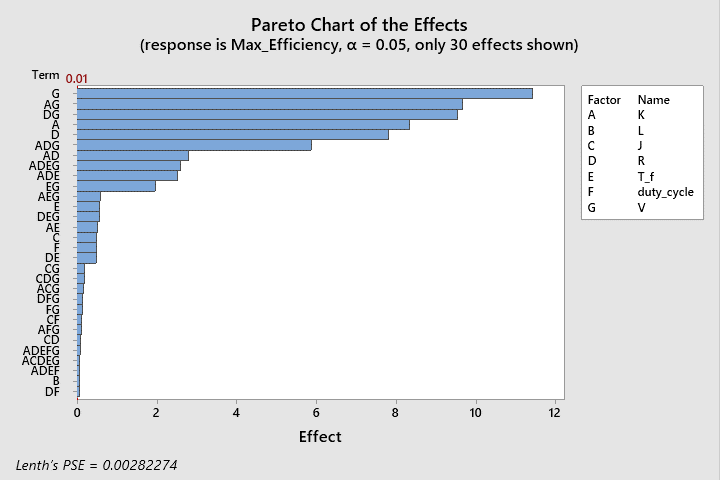 Pareto Chart of the Effects
(response is Max_Efficiency, α = 0.05, only 30 effects shown)
Term 0.01
G
AG
DG
A
D
ADG
AD
ADEG
ADE
EG
AEG
E
DEG
AE
C
F
DE
CG
CDG
ACG
DFG
FG
CF
AFG
CD
ADEFG
ACDEG
ADEF
B
DF
0 2 4 6 8 10 12
Effect
Factor Name
A K
B L
C J
D R
E T_f
F duty_cycle
G V
Lenth's PSE = 0.00282274